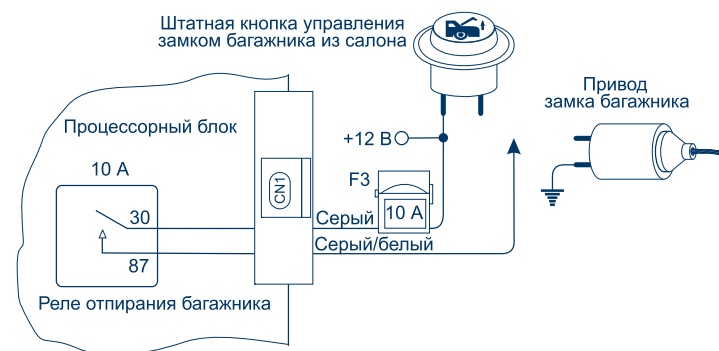 Штатная кнопка управления
замком багажника из салона
Привод
замка багажника
Процессорный блок
+12 В
10 А
F3
CN1
30
Серый
10 А
Серый/белый
87
Реле отпирания багажника